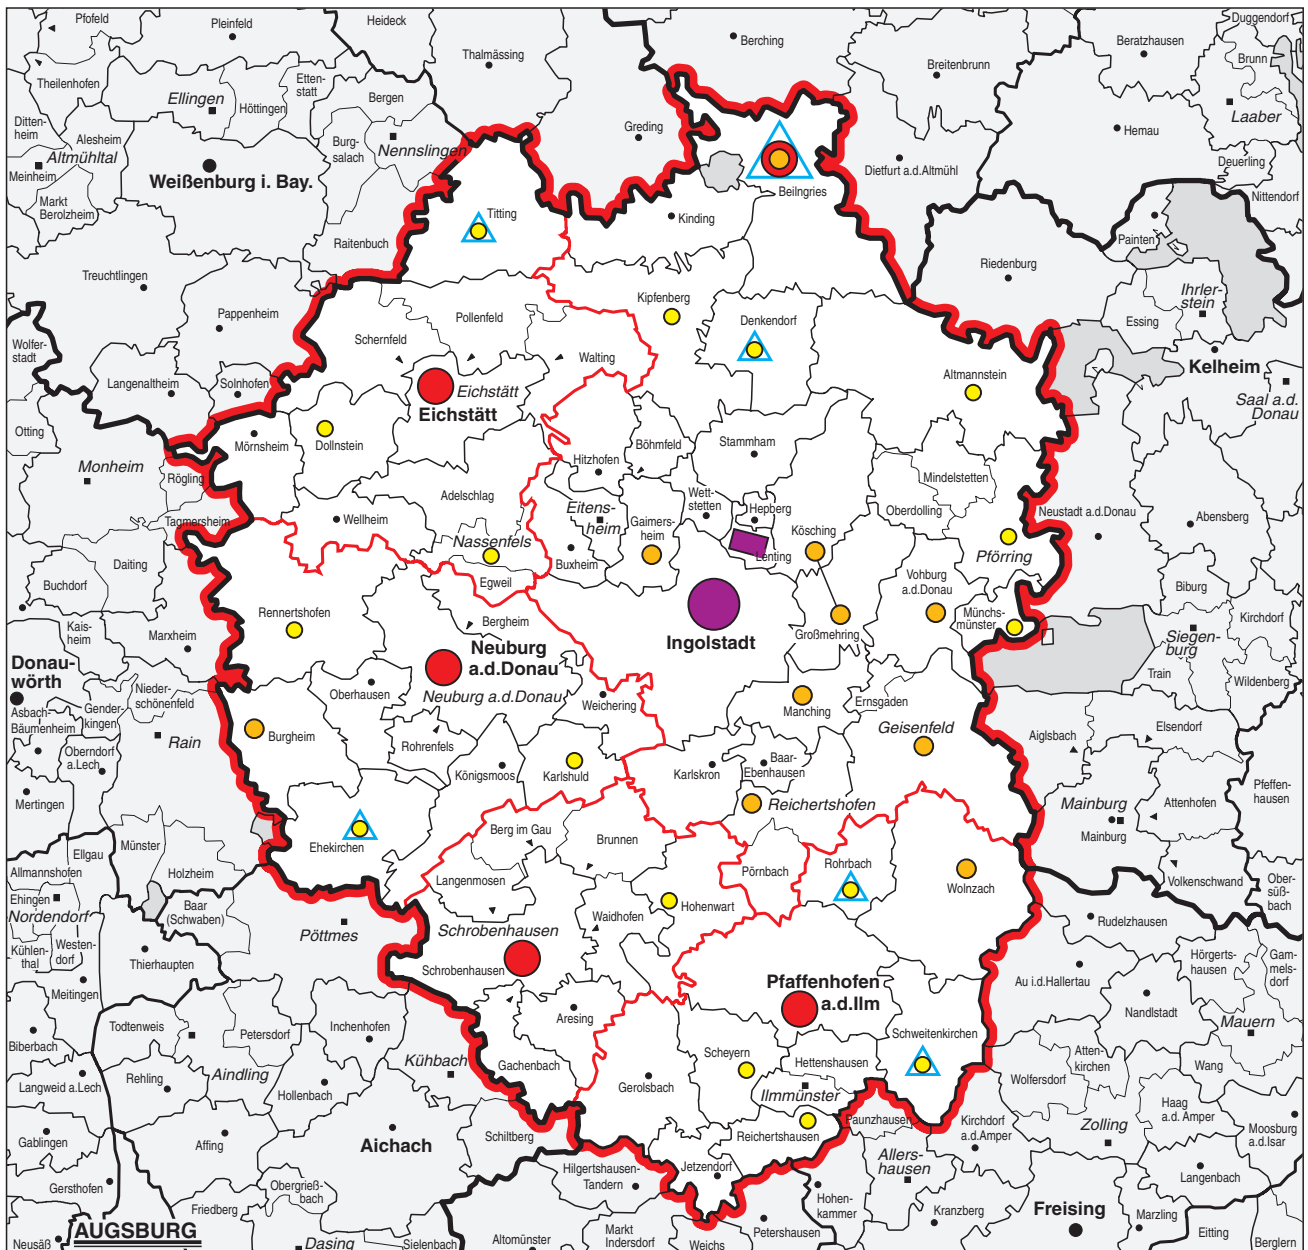 Pfofeld
Pleinfeld
Heideck
Thalmässing
Berching
Breitenbrunn
Beratzhausen
Duggendorf
Brunn
Theilenhofen
Ellingen
Höttingen
Etten-
statt
Bergen
Laaber
Ditten-
heim
Alesheim
Altmühltal
Burg-
salach
Nennslingen
Greding
Hemau
Deuerling
Meinheim
Weißenburg i. Bay.
Dietfurt a.d.Altmühl
Nittendorf
Markt
Berolzheim
Beilngries
Titting
Kinding
Raitenbuch
Painten
Treuchtlingen
Riedenburg
Ihrler-
stein
Kipfenberg
Pappenheim
Pollenfeld
Denkendorf
Essing
Wolfer-
stadt
Schernfeld
Walting
Kelheim
Langenaltheim
Solnhofen
Eichstätt
Eichstätt
Altmannstein
Saal a.d.
Donau
Otting
Mörnsheim
Dollnstein
Böhmfeld
Stammham
Monheim
Rögling
Hitzhofen
Mindelstetten
Adelschlag
Eitens-
heim
Wett-
stetten
Tagmersheim
Wellheim
Gaimers-
heim
Hepberg
Kösching
Oberdolling
Neustadt a.d.Donau
Abensberg
Nassenfels
Lenting
Pförring
Daiting
Buxheim
Buchdorf
Egweil
Vohburg
a.d.Donau
Biburg
Rennertshofen
Bergheim
Münchs-
münster
Kirchdorf
Kais-
heim
Marxheim
Großmehring
Siegen-
burg
Neuburg
a.d.Donau
Ingolstadt
Donau-
wörth
Train
Wildenberg
Nieder-
schönenfeld
Oberhausen
Neuburg a.d.Donau
Weichering
Manching
Ernsgaden
Gender-
kingen
Asbach-
Bäumenheim
Rain
Burgheim
Rohrenfels
Geisenfeld
Elsendorf
Aiglsbach
Oberndorf
a.Lech
Königsmoos
Karlshuld
Karlskron
Baar-
Ebenhausen
Mertingen
Reichertshofen
Mainburg
Mainburg
Attenhofen
Pfeffen-
hausen
Münster
Ehekirchen
Berg im Gau
Brunnen
Ellgau
Pörnbach
Rohrbach
Allmannshofen
Holzheim
Langenmosen
Wolnzach
Volkenschwand
Ober-
süß-
bach
Ehingen
Nordendorf
Baar
(Schwaben)
Hohenwart
Waidhofen
Rudelzhausen
Pöttmes
Schrobenhausen
Kühlen-
thal
Westen-
dorf
Thierhaupten
Schrobenhausen
Hörgerts-
hausen
Gam-
mels-
dorf
Meitingen
Pfaffenhofen
a.d.Ilm
Au i.d.Hallertau
Todtenweis
Petersdorf
Inchenhofen
Aresing
Nandlstadt
Mauern
Biberbach
Schweitenkirchen
Scheyern
Hettenshausen
Atten-
kirchen
Wang
Kühbach
Gachenbach
Langweid a.Lech
Rehling
Aindling
Hollenbach
Gerolsbach
Ilmmünster
Wolfersdorf
Haag
a.d. Amper
Gablingen
Affing
Aichach
Schiltberg
Reichertshausen
Paunzhausen
Kirchdorf
a.d.Amper
Zolling
Moosburg
a.d.Isar
Gersthofen
Obergrieß-
bach
Hilgertshausen-
Tandern
Jetzendorf
Allers-
hausen
Langenbach
Friedberg
Hohen-
kammer
Kranzberg
Freising
Marzling
AUGSBURG
Markt
Indersdorf
Petershausen
Eitting
Neusäß
Dasing
Sielenbach
Altomünster
Weichs
Berglern